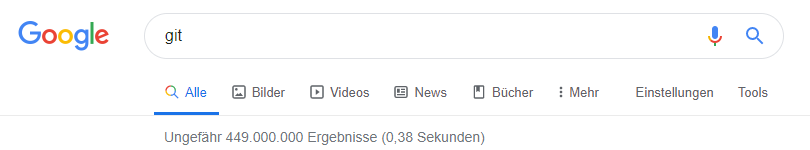 Google git
Alle Bilder Videos News Bücher Mehr Einstellungen Tools
Ungefähr 449.000.000 Ergebnisse (0,38 Sekunden)